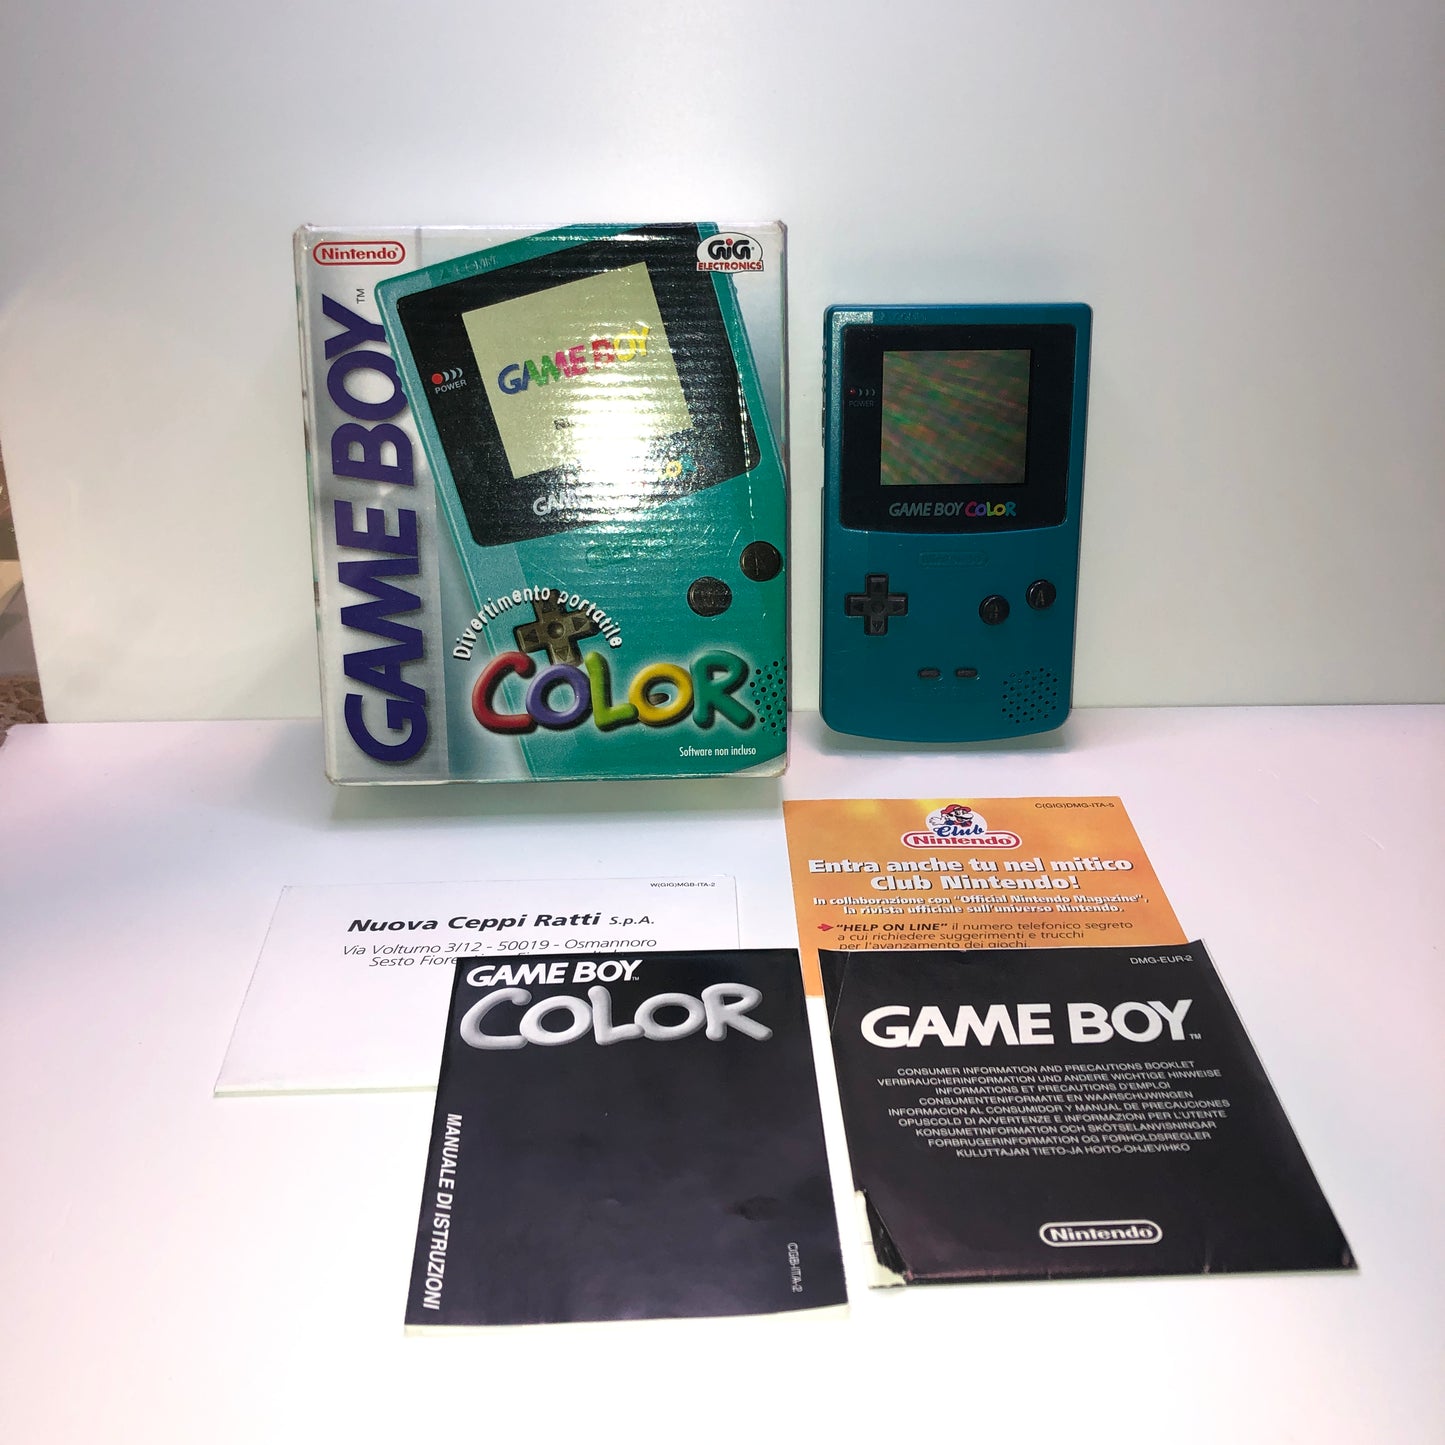 Nintendo
GiG
ELECTRONICS
GAME BOY™
POWER
GAME BOY
Divertimento portatile
COLOR
Software non incluso
A
POWER
GAME BOY COLOR
A
C(GIG)DMG-ITA-5
Club
Nintendo
Entra anche tu nel mitico
Club Nintendo!
In collaborazione con "Official Nintendo Magazine",
la rivista ufficiale sull'universo Nintendo.
"HELP ON LINE" il numero telefonico segreto
a cui richiedere suggerimenti e trucchi
per l'avanzamento dei giochi.
W(GIG)MGB-ITA-2
Nuova Ceppi Ratti S.p.A.
Via Volturno 3/12 - 50019 - Osmannoro
Sesto
GAME BOY™
COLOR
MANUALE DI ISTRUZIONI
CGB-ITA-2
DMG-EUR-2
GAME BOY™
CONSUMER INFORMATION AND PRECAUTIONS BOOKLET
VERBRAUCHERINFORMATION UND ANDERE WICHTIGE HINWEISE
INFORMATIONS ET PRECAUTIONS D'EMPLOI
CONSUMENTENINFORMATIE EN WAARSCHUWINGEN
INFORMACION AL CONSUMIDOR Y MANUAL DE PRECAUCIONES
OPUSCOLO DI AVVERTENZE E INFORMAZIONI PER L'UTENTE
KONSUMETINFORMATION OCH SKÖTSELANVISNINGAR
FORBRUGERINFORMATION OG FORHOLDSREGLER
KULUTTAJAN TIETO-JA HOITO-OHJEVIHKO
Nintendo